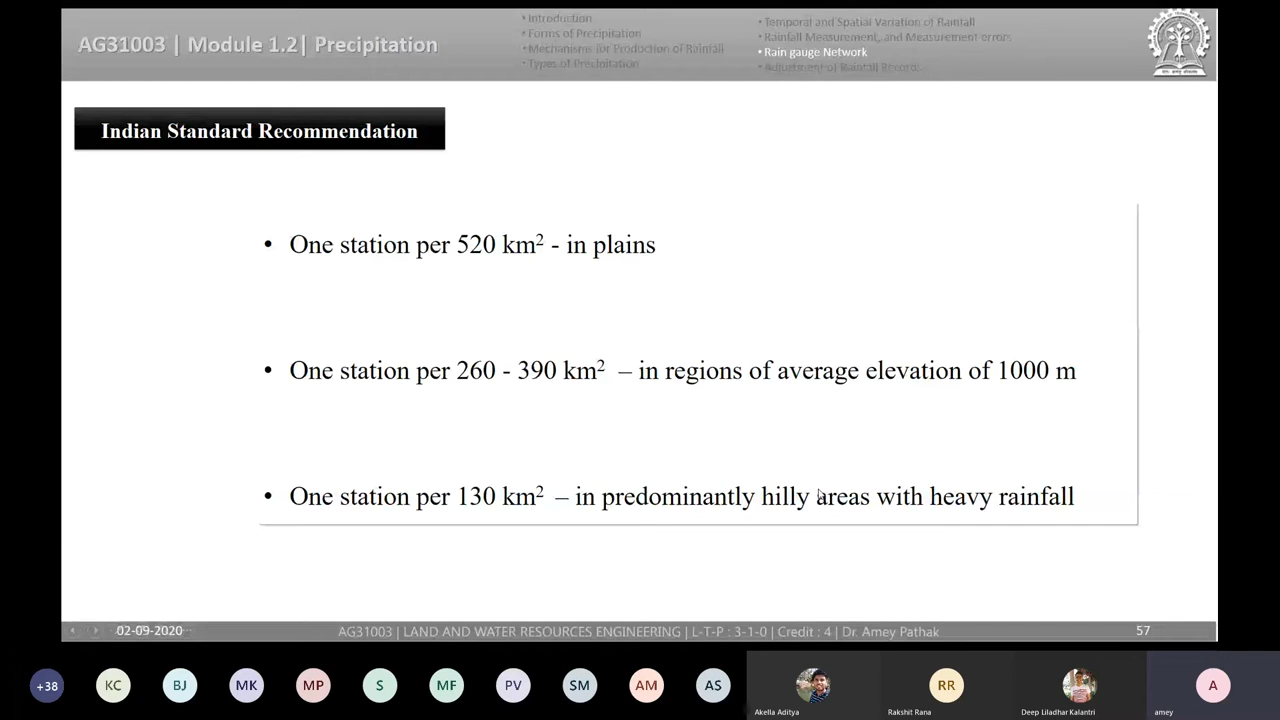 AG31003 | Module 1.2| Precipitation
• Introduction
• Forms of Precipitation
• Mechanisms for Production of Rainfall
• Types of Precipitation
• Temporal and Spatial Variation of Rainfall
• Rainfall Measurement, and Measurement errors
• Rain gauge Network
• Adjustment of Rainfall
Indian Standard Recommendation
• One station per 520 km² - in plains
• One station per 260 - 390 km² – in regions of average elevation of 1000 m
• One station per 130 km² – in predominantly hilly areas with heavy rainfall
02-09-2020
AG31003 | LAND AND WATER RESOURCES ENGINEERING | L-T-P : 3-1-0 | Credit : 4 | Dr. Amey Pathak
57
+38
KC
BJ
MK
MP
S
MF
PV
SM
AM
AS
Akella Aditya
RR
Rakshit Rana
Deep Liladhar Kalantri
A
amey